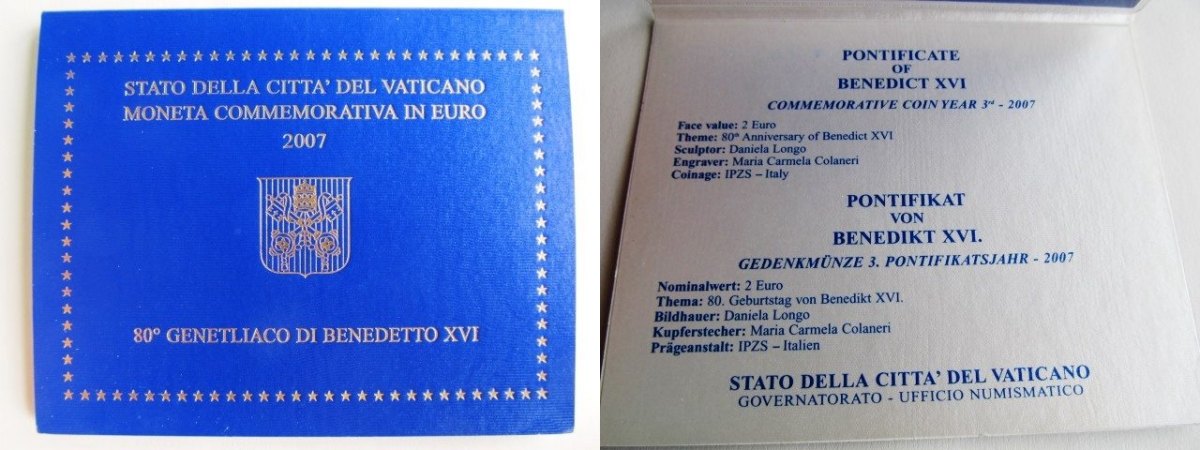 STATO DELLA CITTA' DEL VATICANO
MONETA COMMEMORATIVA IN EURO
2007
80° GENETLIACO DI BENEDETTO XVI
PONTIFICATE
OF
BENEDICT XVI
COMMEMORATIVE COIN YEAR 3rd - 2007
Face value: 2 Euro
Theme: 80th Anniversary of Benedict XVI
Sculptor: Daniela Longo
Engraver: Maria Carmela Colaneri
Coinage: IPZS – Italy
PONTIFIKAT
VON
BENEDIKT XVI.
GEDENKMÜNZE 3. PONTIFIKATSJAHR - 2007
Nominalwert: 2 Euro
Thema: 80. Geburtstag von Benedikt XVI.
Bildhauer: Daniela Longo
Kupferstecher: Maria Carmela Colaneri
Prägeanstalt: IPZS – Italien
STATO DELLA CITTA' DEL VATICANO
GOVERNATORATO - UFFICIO NUMISMATICO